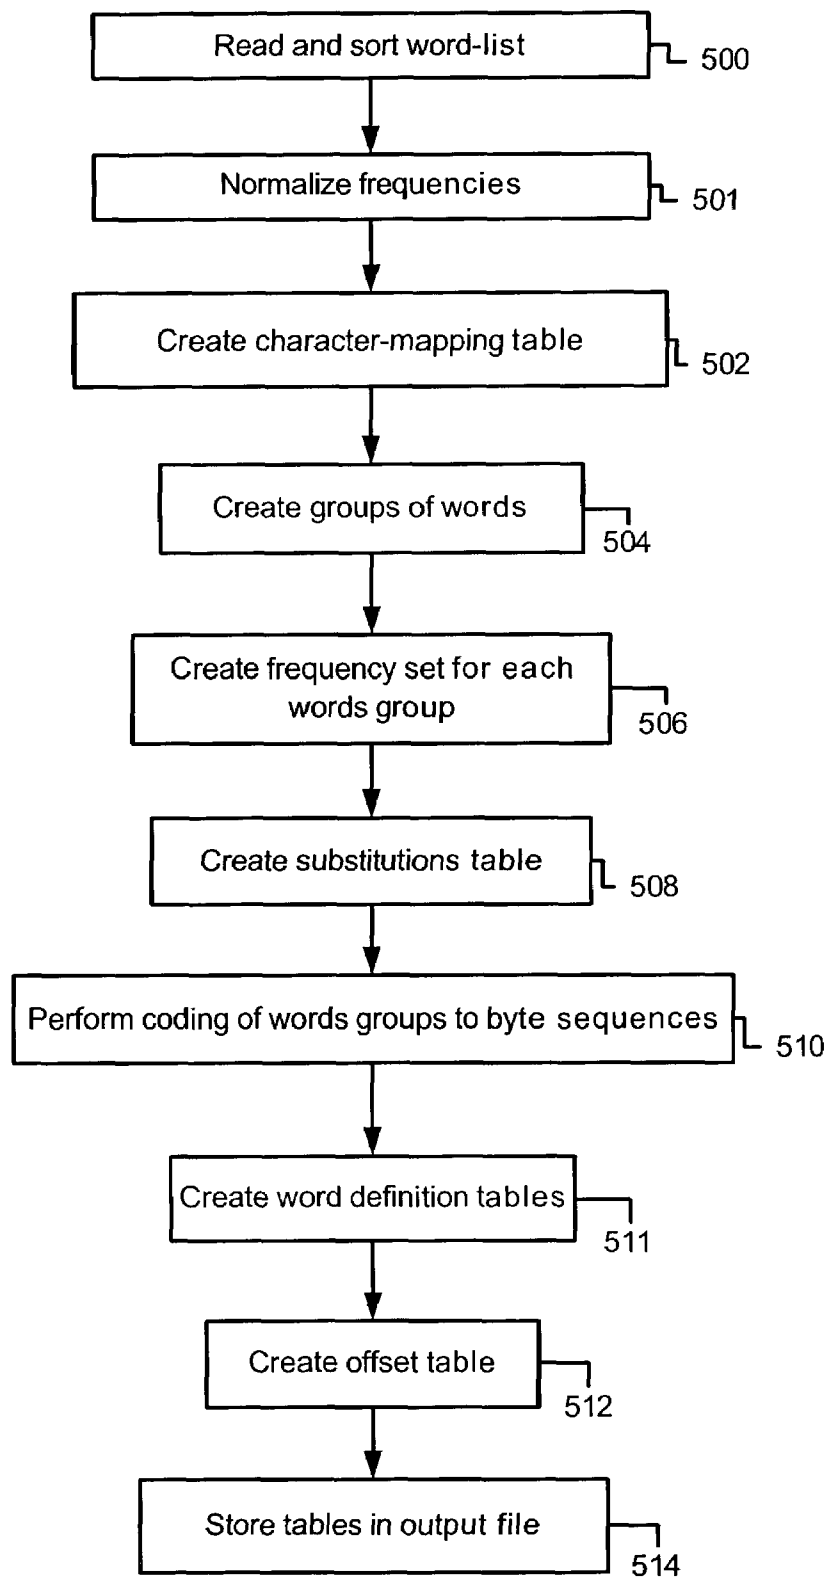 Read and sort word-list
500
Normalize frequencies
501
Create character-mapping table
502
Create groups of words
504
Create frequency set for each
words group
506
Create substitutions table
508
Perform coding of words groups to byte sequences
510
Create word definition tables
511
Create offset table
512
Store tables in output file
514